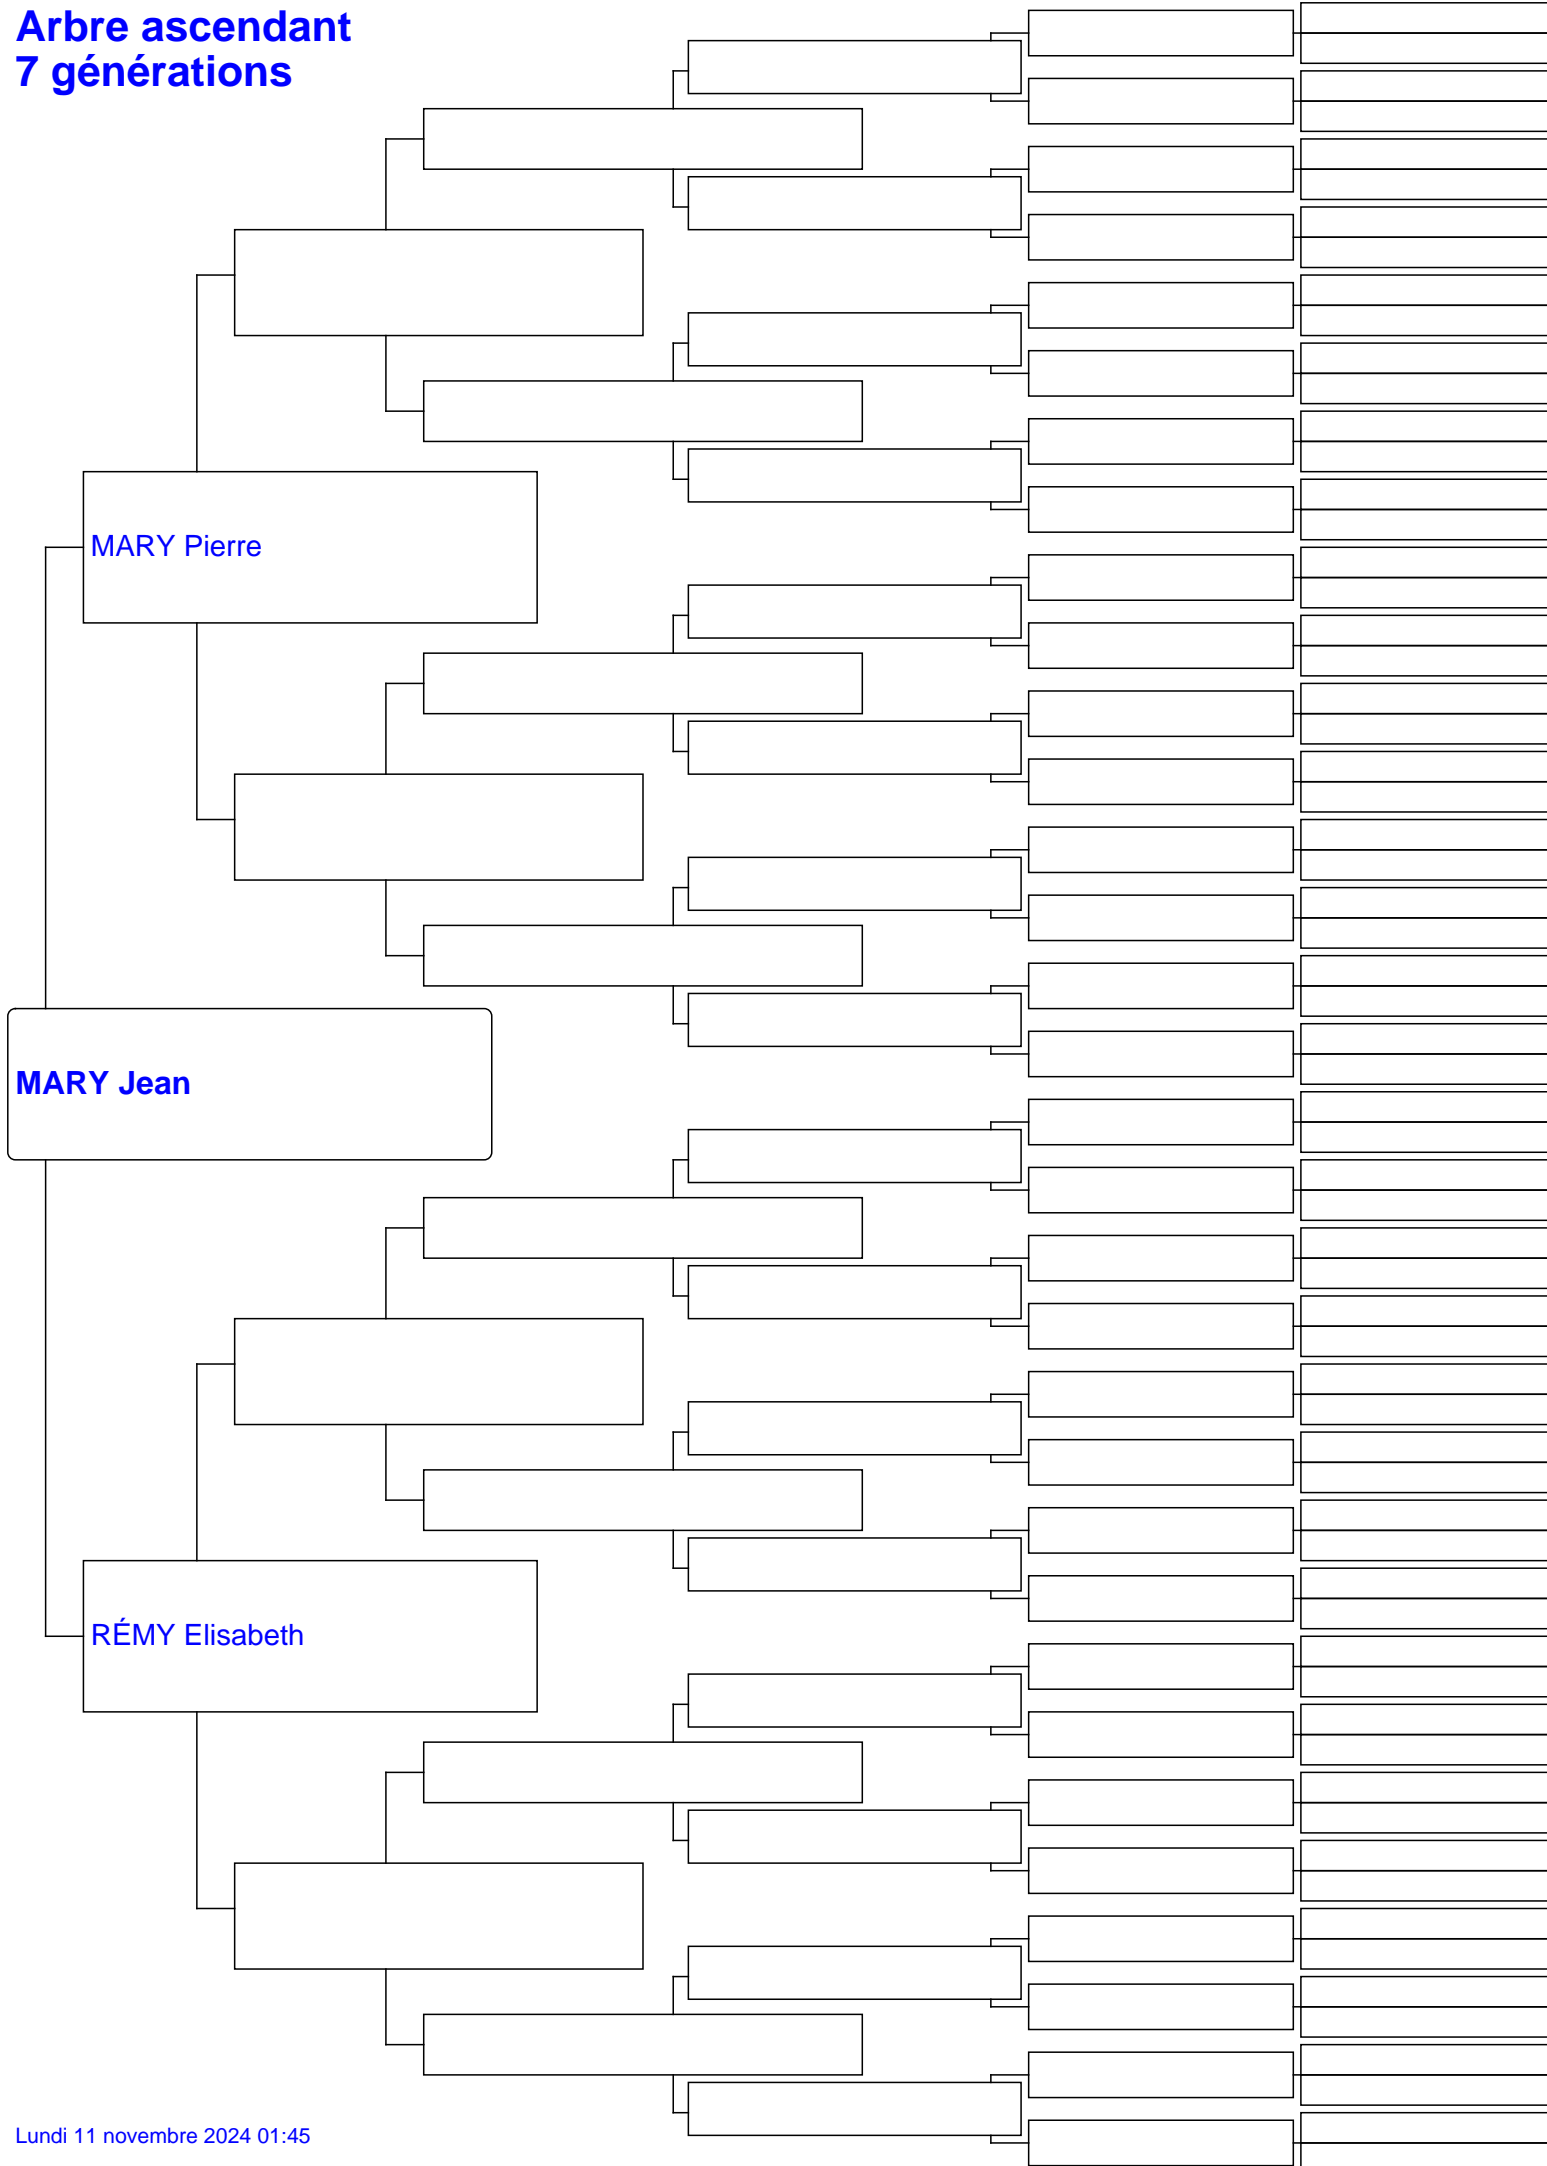 Arbre ascendant
7 générations
MARY Pierre
MARY Jean
RÉMY Elisabeth
Lundi 11 novembre 2024 01:45